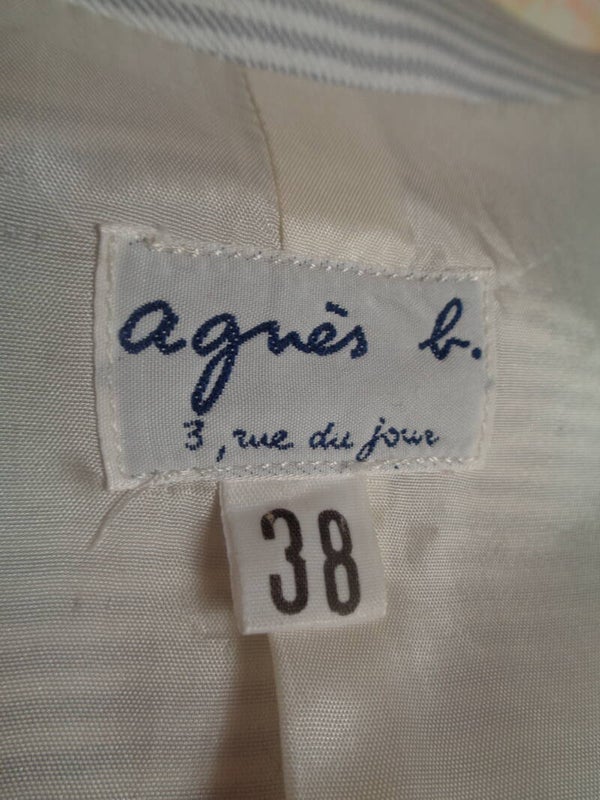 agnès b.
3, rue du jour
38